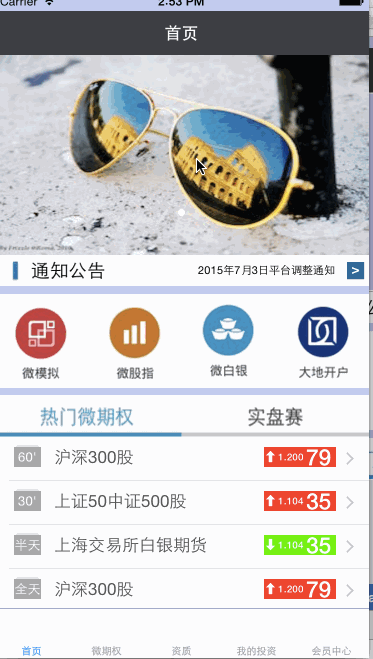 Carrier 2:53 PM
首页
通知公告 2015年7月3日平台调整通知 >
微模拟 微股指 微白银 大地开户
热门微期权 实盘赛
60' 沪深300股 1.200 79
30' 上证50中证500股 1.104 35
半天 上海交易所白银期货 1.104 35
全天 沪深300股 1.200 79
首页 微期权 资质 我的投资 会员中心